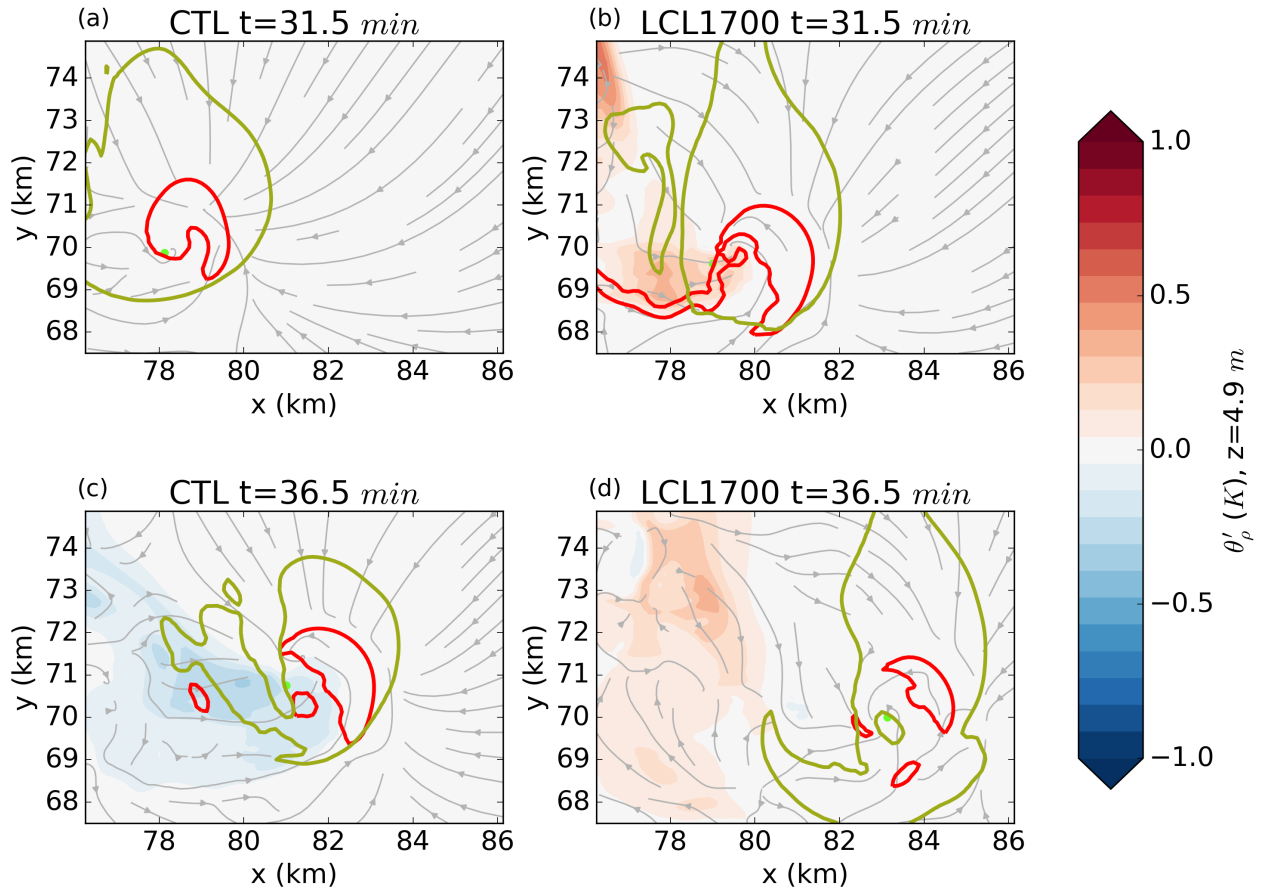 (a) CTL t=31.5 min
(b) LCL1700 t=31.5 min
74
73
72
71
70
69
68
y (km)
78 80 82 84 86
x (km)
74
73
72
71
70
69
68
y (km)
78 80 82 84 86
x (km)
(c) CTL t=36.5 min
(d) LCL1700 t=36.5 min
74
73
72
71
70
69
68
y (km)
78 80 82 84 86
x (km)
74
73
72
71
70
69
68
y (km)
78 80 82 84 86
x (km)
1.0
0.5
0.0
−0.5
−1.0
θ′ρ (K), z=4.9 m